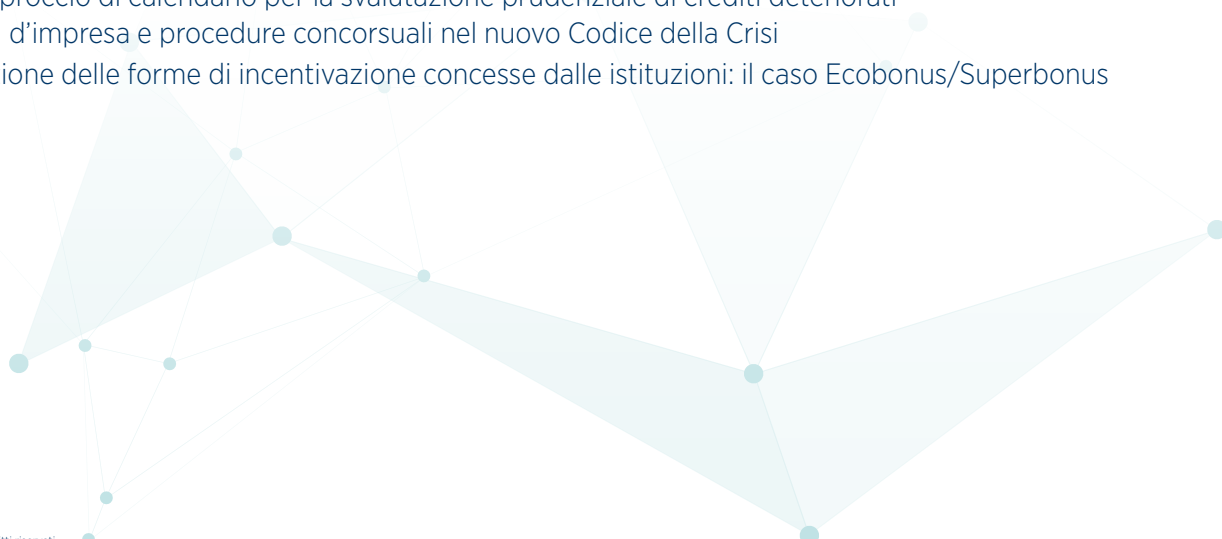 proccio di calendario per la svalutazione prudenziale di crediti deteriorati
d'impresa e procedure concorsuali nel nuovo Codice della Crisi
ione delle forme di incentivazione concesse dalle istituzioni: il caso Ecobonus/Superbonus